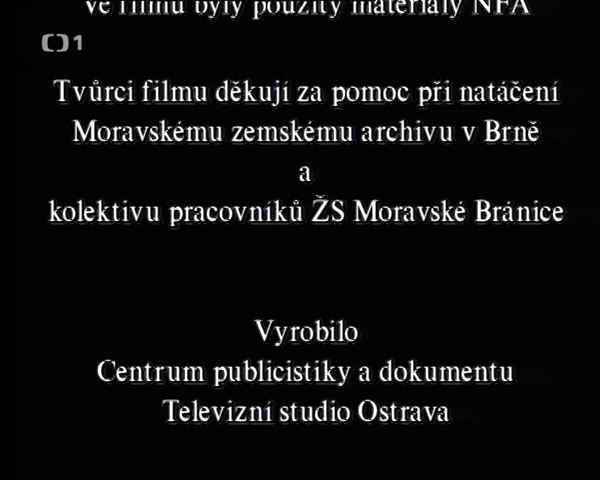 ve filmu byly použity materiály NFA
1
Tvůrci filmu děkují za pomoc při natáčení
Moravskému zemskému archivu v Brně
a
kolektivu pracovníků ŽS Moravské Bránice
Vyrobilo
Centrum publicistiky a dokumentu
Televizní studio Ostrava